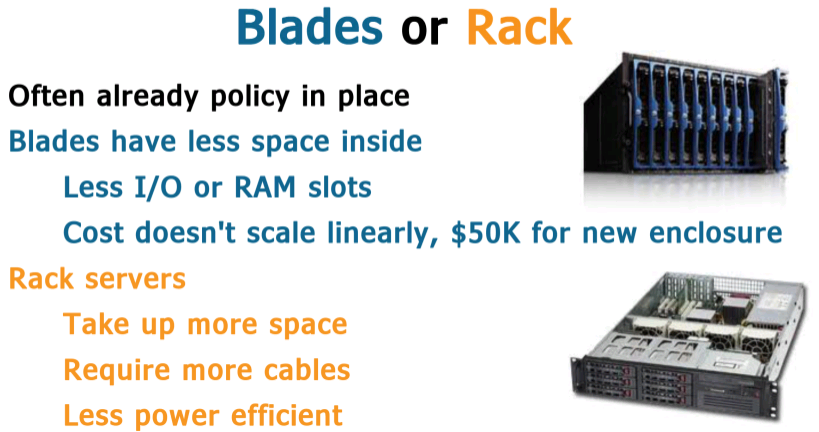 Blades or Rack
Often already policy in place
Blades have less space inside
Less I/O or RAM slots
Cost doesn't scale linearly, $50K for new enclosure
Rack servers
Take up more space
Require more cables
Less power efficient